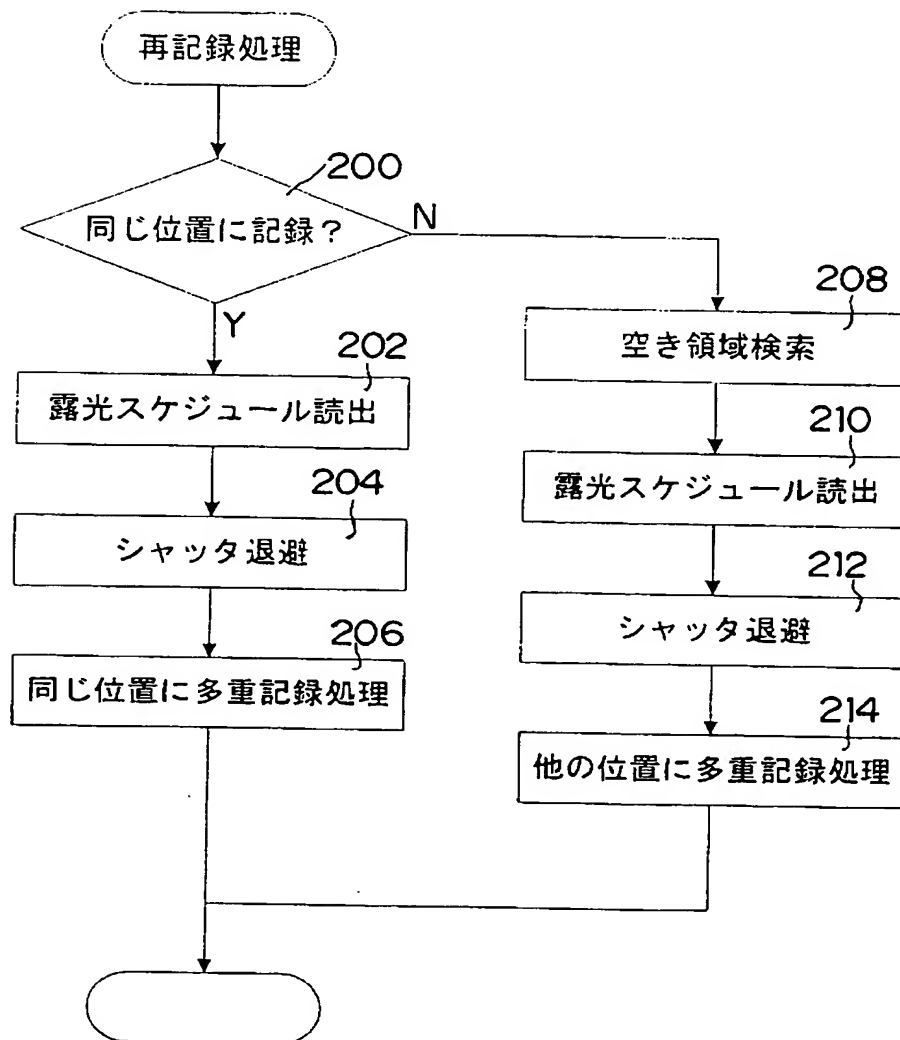 再記録処理
200
同じ位置に記録？
N
Y
202
露光スケジュール読出
204
シャッタ退避
206
同じ位置に多重記録処理
208
空き領域検索
210
露光スケジュール読出
212
シャッタ退避
214
他の位置に多重記録処理